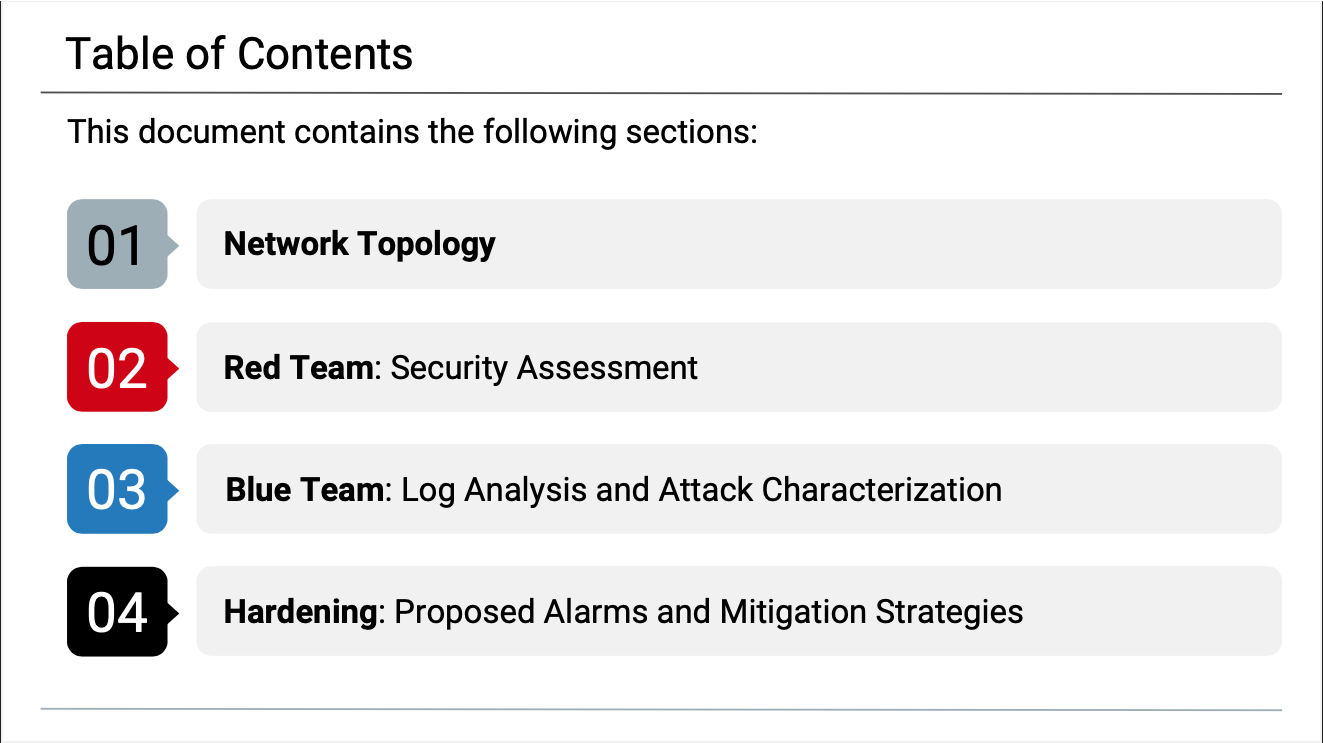 Table of Contents
This document contains the following sections:
01
Network Topology
02
Red Team: Security Assessment
03
Blue Team: Log Analysis and Attack Characterization
04
Hardening: Proposed Alarms and Mitigation Strategies